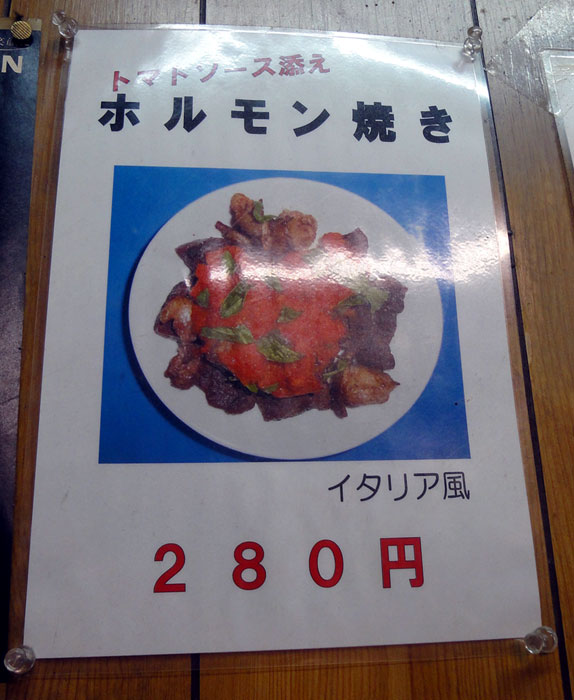 トマトソース添え
ホルモン焼き
イタリア風
２８０円
N